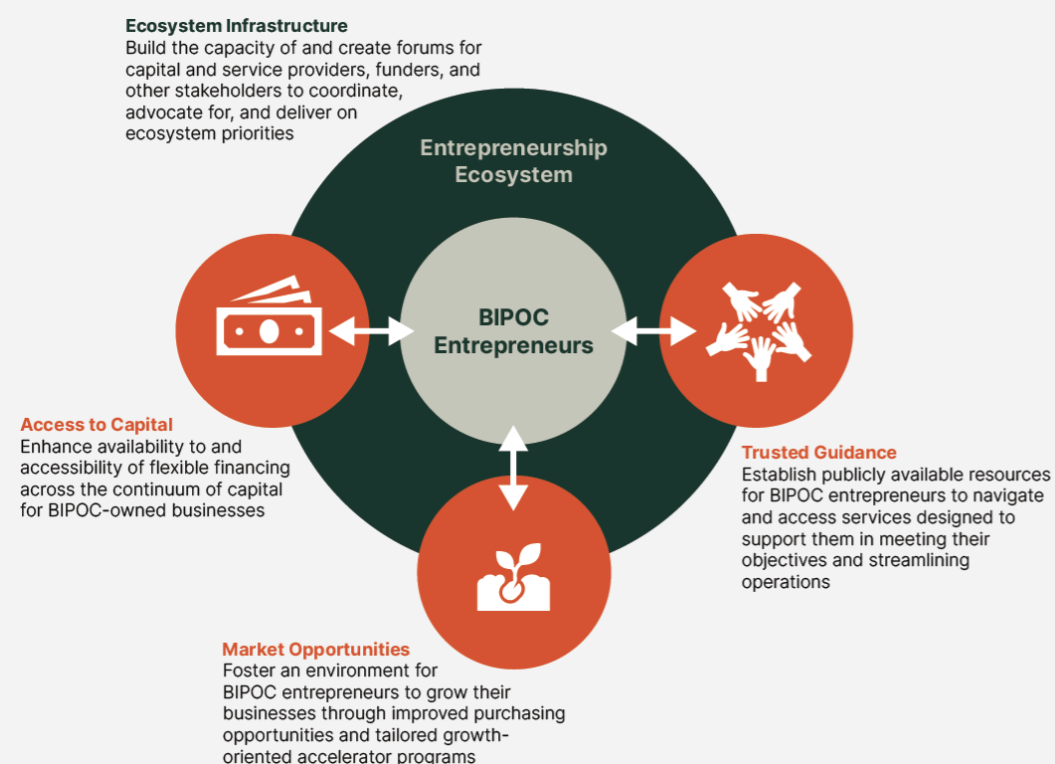 Ecosystem Infrastructure
Build the capacity of and create forums for
capital and service providers, funders, and
other stakeholders to coordinate,
advocate for, and deliver on
ecosystem priorities
Entrepreneurship
Ecosystem
BIPOC
Entrepreneurs
Access to Capital
Enhance availability to and
accessibility of flexible financing
across the continuum of capital
for BIPOC-owned businesses
Trusted Guidance
Establish publicly available resources
for BIPOC entrepreneurs to navigate
and access services designed to
support them in meeting their
objectives and streamlining
operations
Market Opportunities
Foster an environment for
BIPOC entrepreneurs to grow their
businesses through improved purchasing
opportunities and tailored growth-
oriented accelerator programs